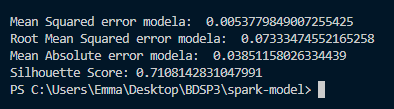 Mean Squared error modela:  0.0053779849007255425
Root Mean Squared error modela:  0.07333474552165258
Mean Absolute error modela:  0.03851158026334439
Silhouette Score: 0.7108142831047991
PS C:\Users\Emma\Desktop\BDSP3\spark-model>